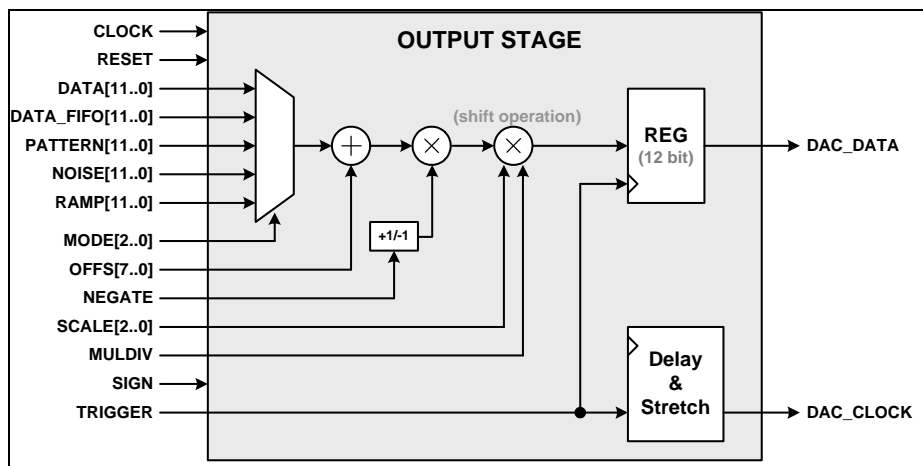 OUTPUT STAGE
CLOCK
RESET
DATA[11..0]
DATA_FIFO[11..0]
PATTERN[11..0]
NOISE[11..0]
RAMP[11..0]
MODE[2..0]
OFFS[7..0]
NEGATE
SCALE[2..0]
MULDIV
SIGN
TRIGGER
+
×
(shift operation)
×
+1/-1
REG
(12 bit)
DAC_DATA
Delay
&
Stretch
DAC_CLOCK